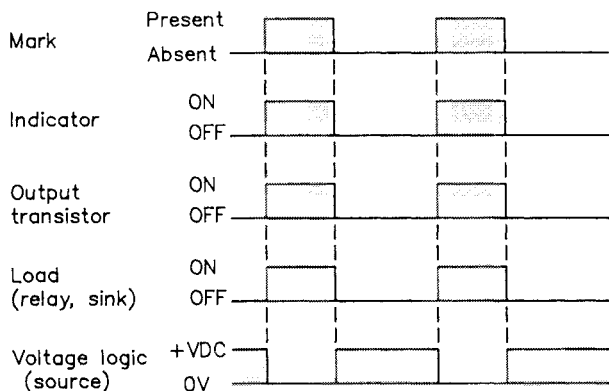 Present
Mark
Absent
ON
Indicator
OFF
Output
transistor
ON
OFF
Load
(relay, sink)
ON
OFF
Voltage logic
(source)
+VDC
0V